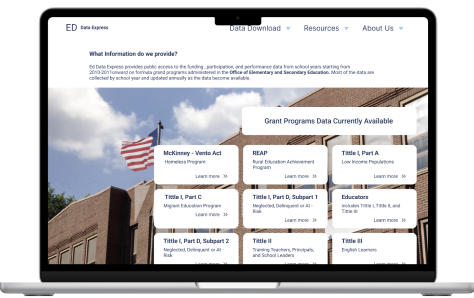 ED Data Express
Data Download
Resources
About Us
What Information do we provide?
Ed Data Express provides public access to the funding , participation, and performance data from school years starting from
2010-2011onward on formula grand programs administered in the Office of Elementary and Secondary Education. Most of the data are
collected by school year and updated annually as the data become available.
Grant Programs Data Currently Available
McKinney - Vento Act
Homeless Program
Learn more »
REAP
Rural Education Achievement
Program
Learn more »
Tittle I, Part A
Low Income Populations
Learn more »
Tittle I, Part C
Migrant Education Program
Learn more »
Tittle I, Part D, Subpart 1
Neglected, Delinquent or At -
Risk
Learn more »
Educators
includes Title I, Tittle II, and
Title III
Learn more »
Tittle I, Part D, Subpart 2
Neglected, Delinquent or At -
Risk
Learn more »
Tittle II
Training Teachers, Principals,
and School Leaders
Learn more »
Tittle III
English Learners
Learn more »